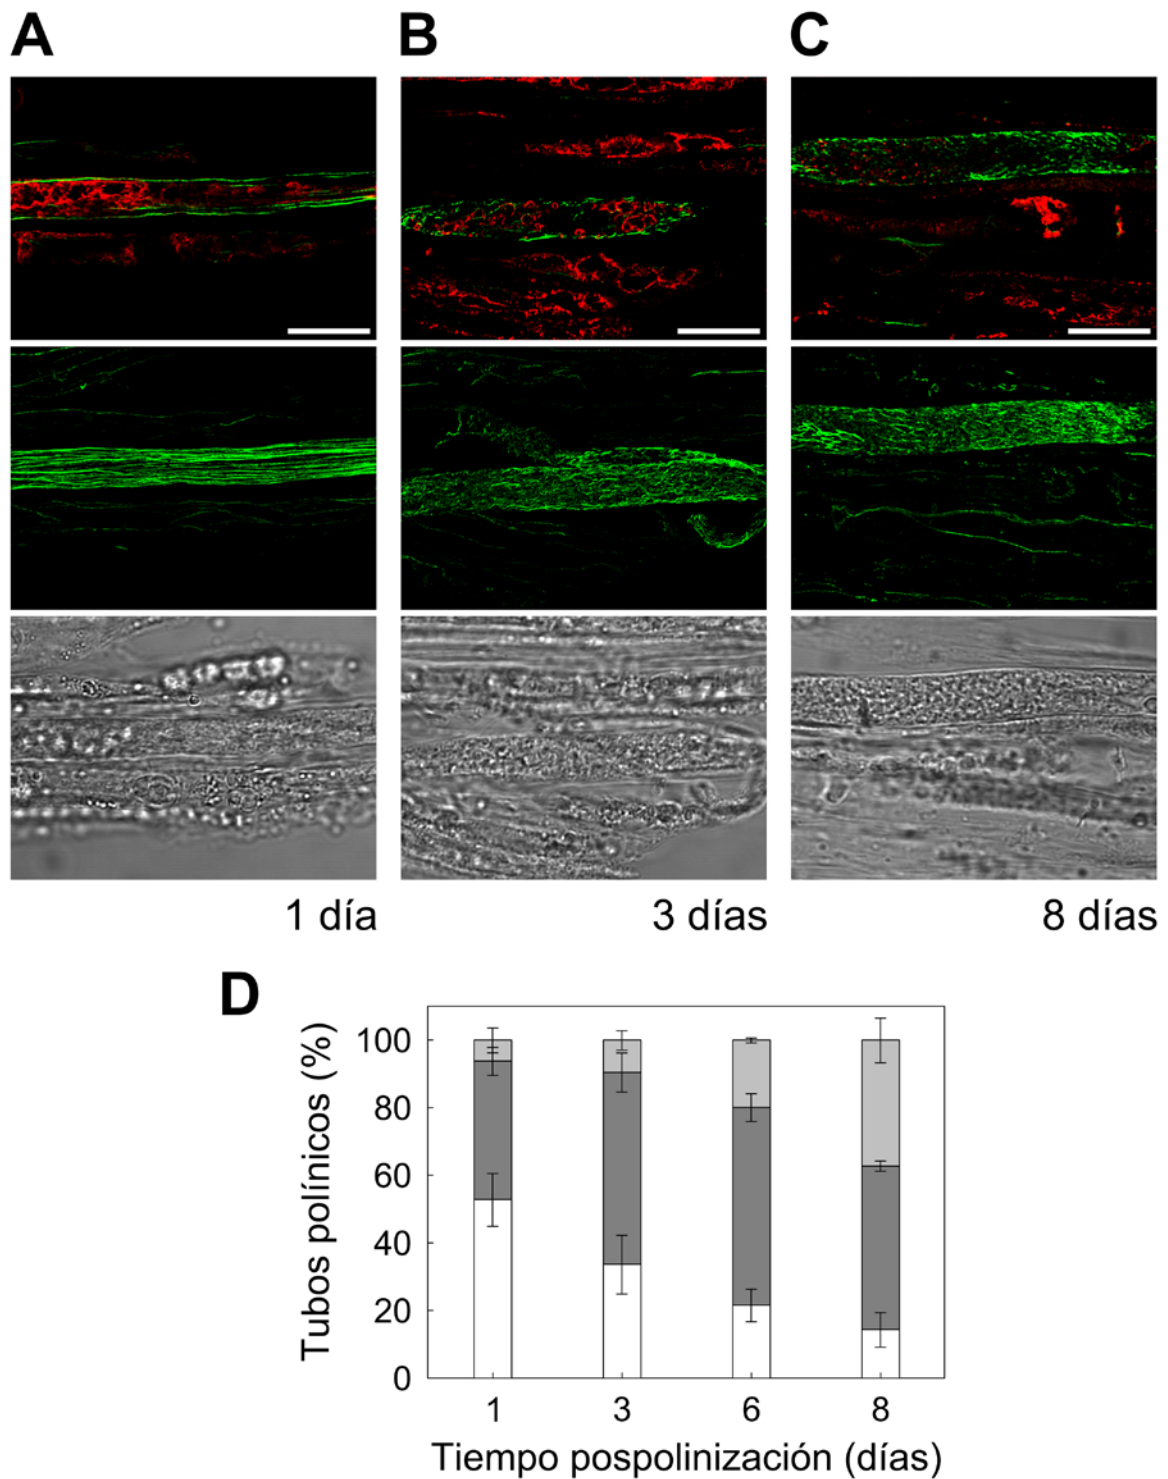 A
B
C
1 día
3 días
8 días
D
Tubos polínicos (%)
100
80
60
40
20
0
1 3 6 8
Tiempo pospolinización (días)